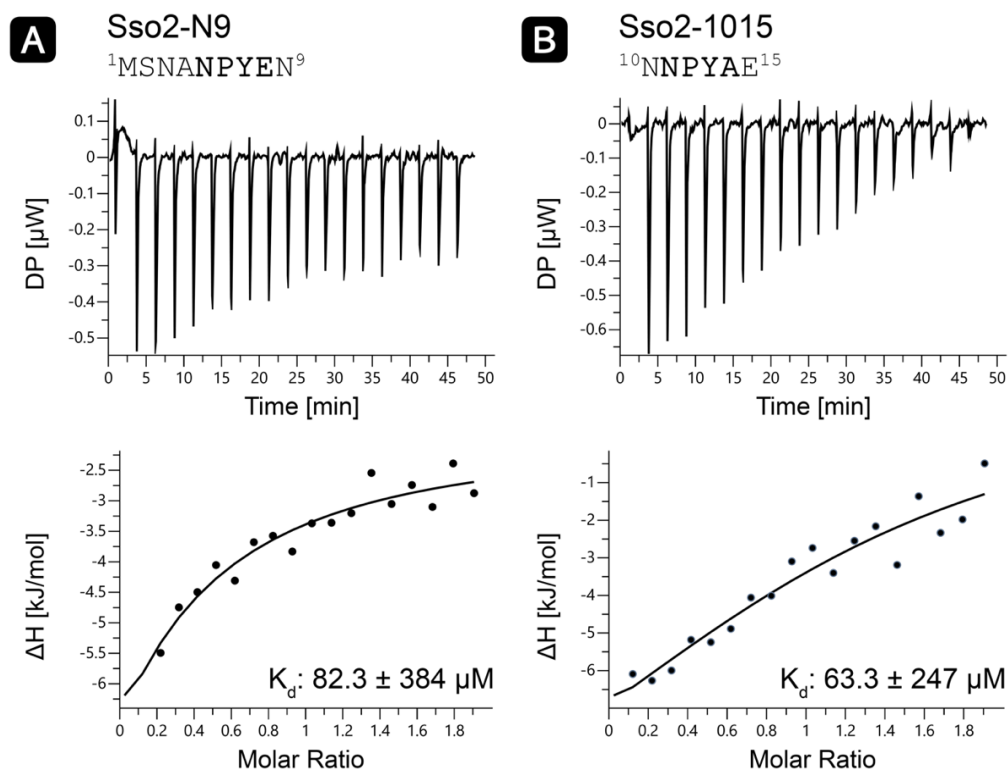 A
Sso2-N9
¹MSNANPYEN⁹
0.1
0
-0.1
-0.2
-0.3
-0.4
-0.5
DP [µW]
0 5 10 15 20 25 30 35 40 45 50
Time [min]
-2.5
-3
-3.5
-4
-4.5
-5
-5.5
-6
ΔH [kJ/mol]
K_d: 82.3 ± 384 µM
0 0.2 0.4 0.6 0.8 1 1.2 1.4 1.6 1.8
Molar Ratio
B
Sso2-1015
¹⁰NNPYAE¹⁵
0
-0.1
-0.2
-0.3
-0.4
-0.5
-0.6
DP [µW]
0 5 10 15 20 25 30 35 40 45 50
Time [min]
-1
-2
-3
-4
-5
-6
ΔH [kJ/mol]
K_d: 63.3 ± 247 µM
0 0.2 0.4 0.6 0.8 1 1.2 1.4 1.6 1.8
Molar Ratio